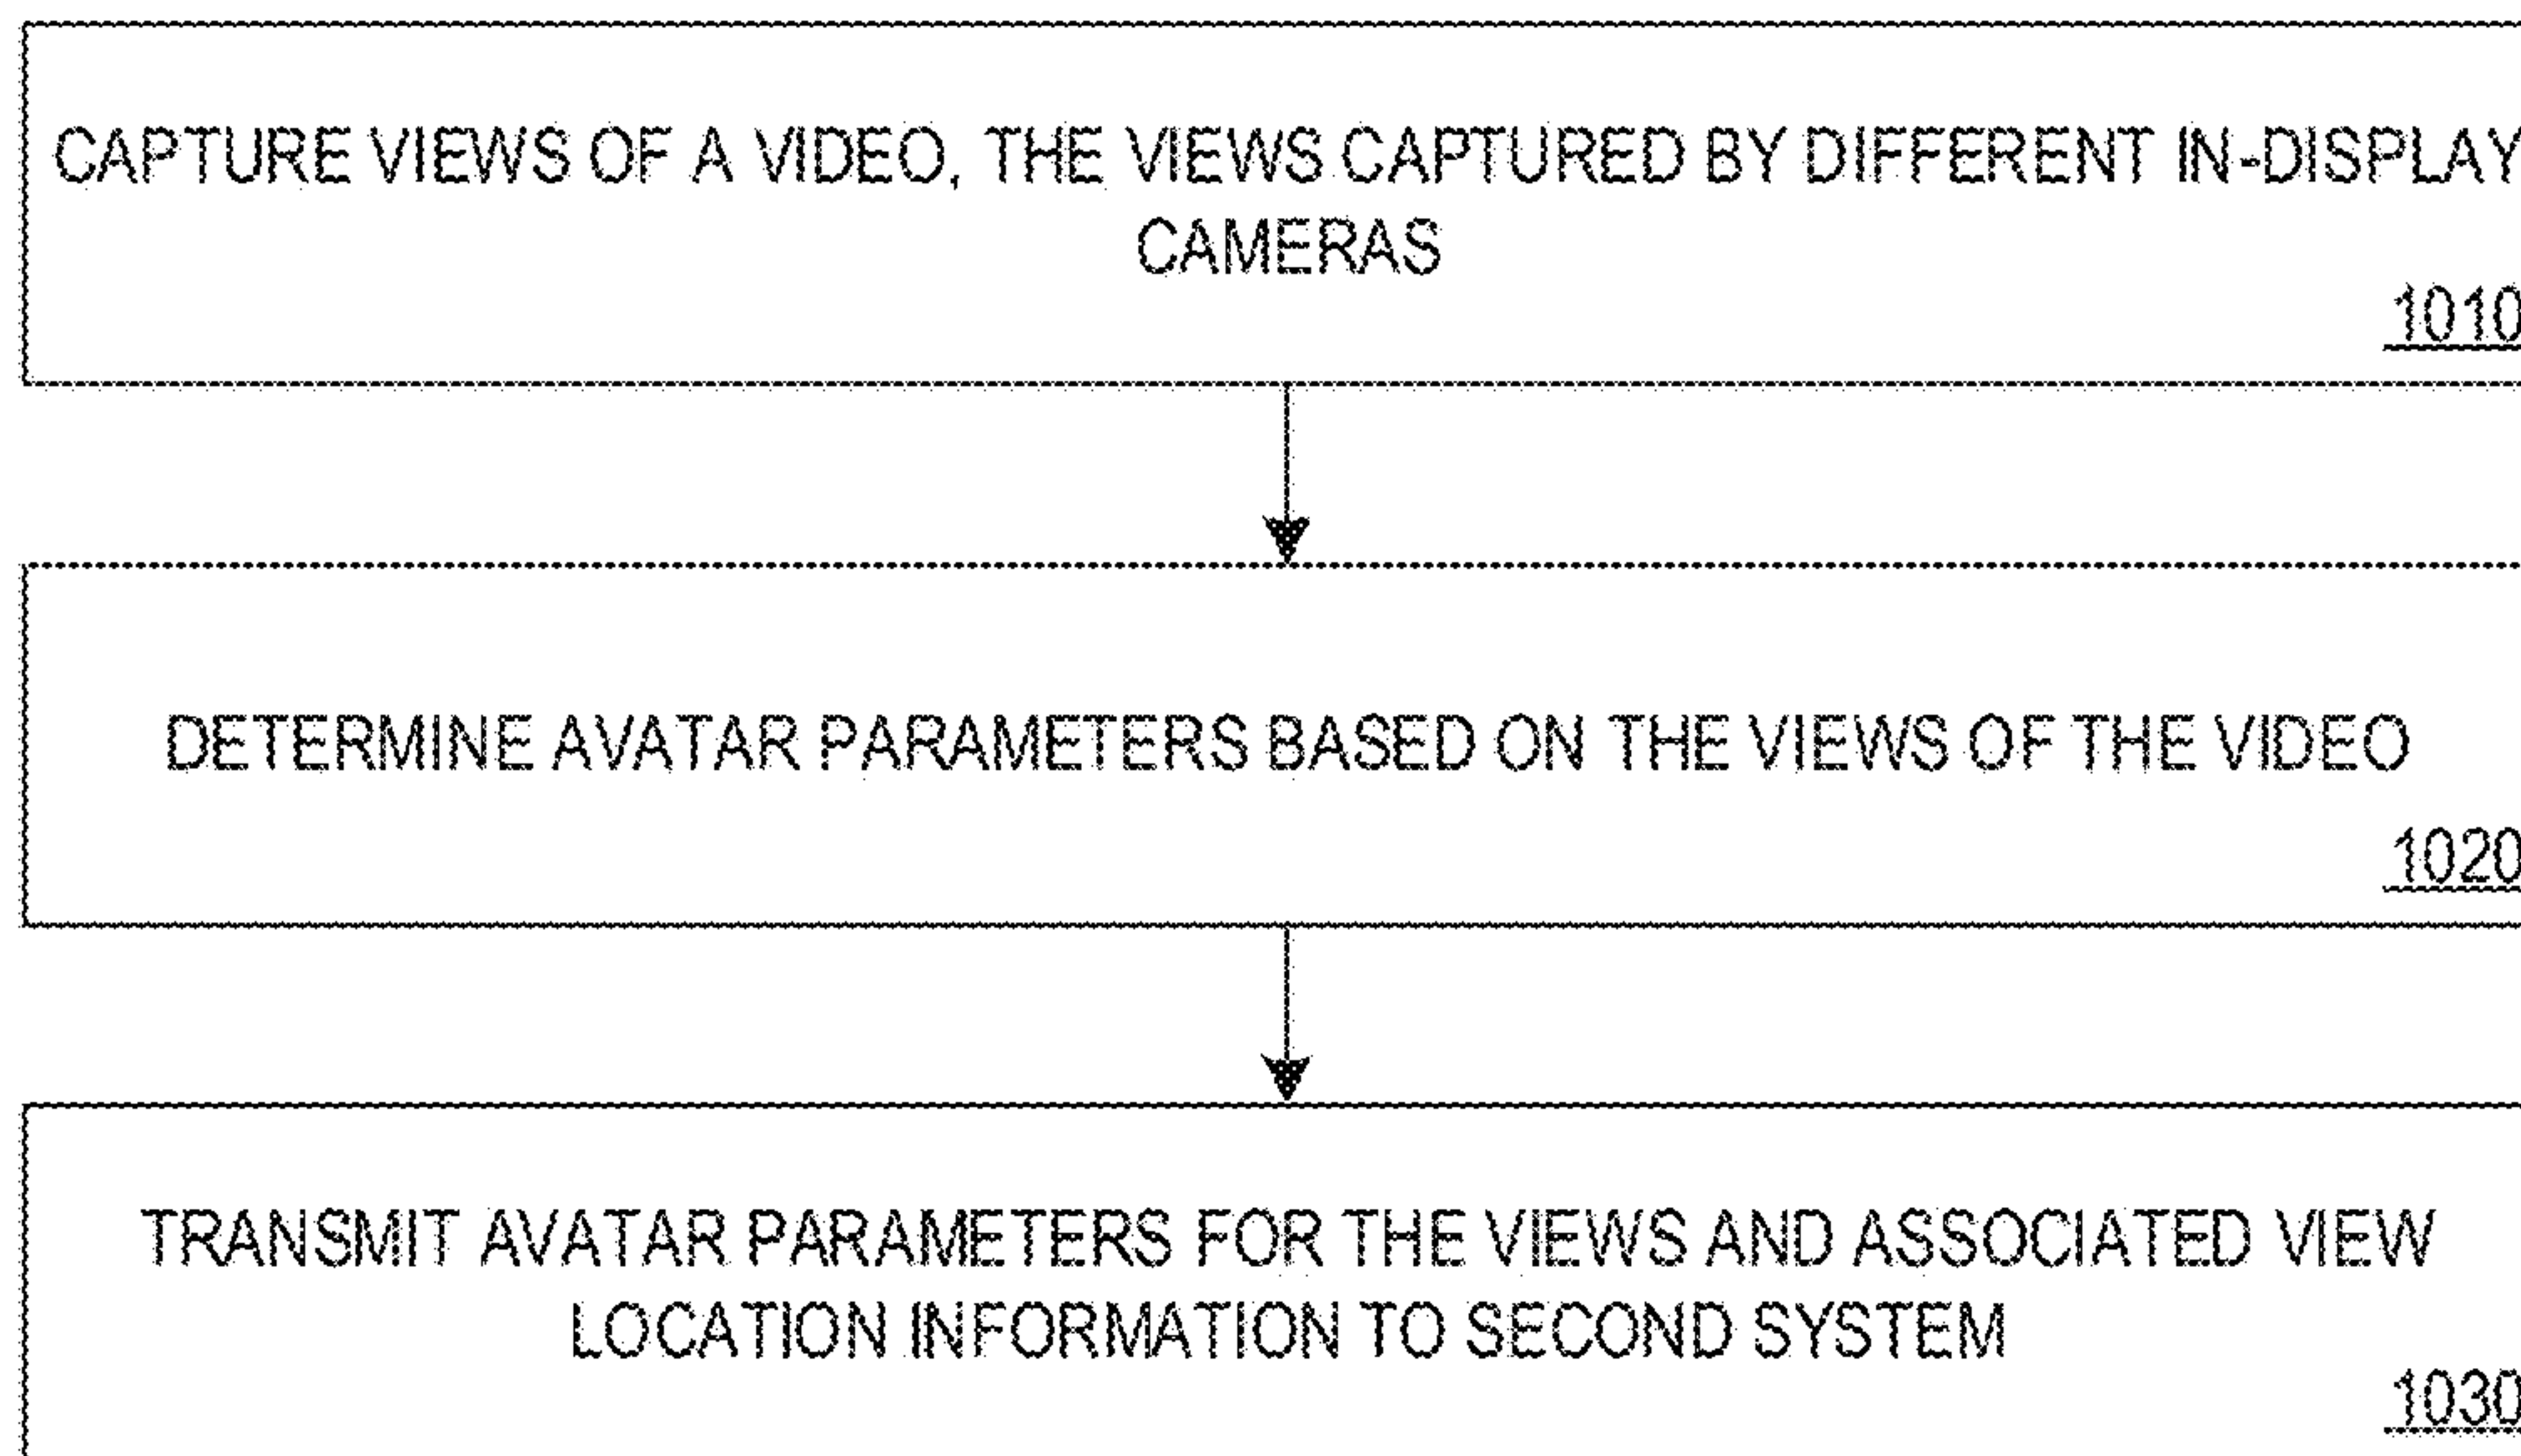 CAPTURE VIEWS OF A VIDEO, THE VIEWS CAPTURED BY DIFFERENT IN-DISPLAY
CAMERAS
1010
DETERMINE AVATAR PARAMETERS BASED ON THE VIEWS OF THE VIDEO
1020
TRANSMIT AVATAR PARAMETERS FOR THE VIEWS AND ASSOCIATED VIEW
LOCATION INFORMATION TO SECOND SYSTEM
1030